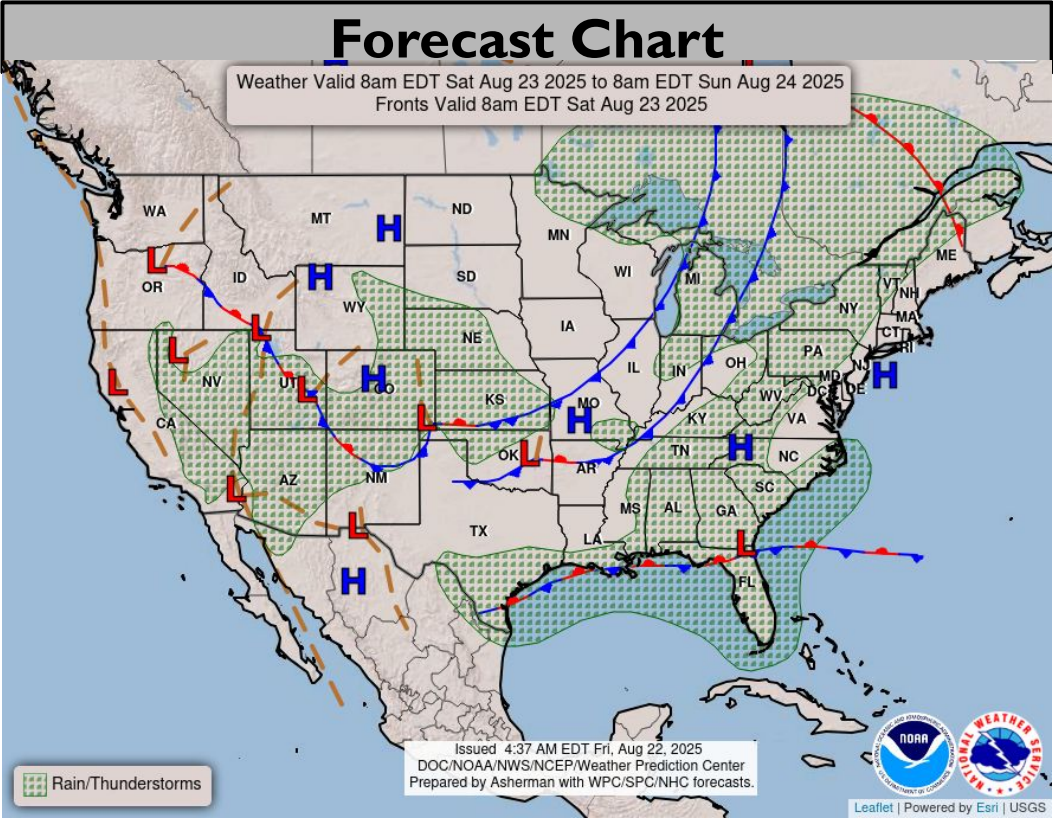 Forecast Chart
Weather Valid 8am EDT Sat Aug 23 2025 to 8am EDT Sun Aug 24 2025
Fronts Valid 8am EDT Sat Aug 23 2025
WA
MT
H
ND
MN
ME
L
OR
ID
H
WY
SD
WI
MI
VT
NH
NY
MA
CT
RI
L
L
NV
UT
L
H
CO
NE
IA
IL
IN
OH
PA
NJ
MD
DC
DE
H
L
CA
L
KS
MO
H
KY
WV
VA
AZ
NM
OK
L
AR
TN
H
NC
L
L
TX
LA
MS
AL
GA
SC
L
H
FL
Issued 4:37 AM EDT Fri, Aug 22, 2025
DOC/NOAA/NWS/NCEP/Weather Prediction Center
Prepared by Asherman with WPC/SPC/NHC forecasts.
Rain/Thunderstorms
NOAA
NATIONAL WEATHER SERVICE
Leaflet | Powered by Esri | USGS